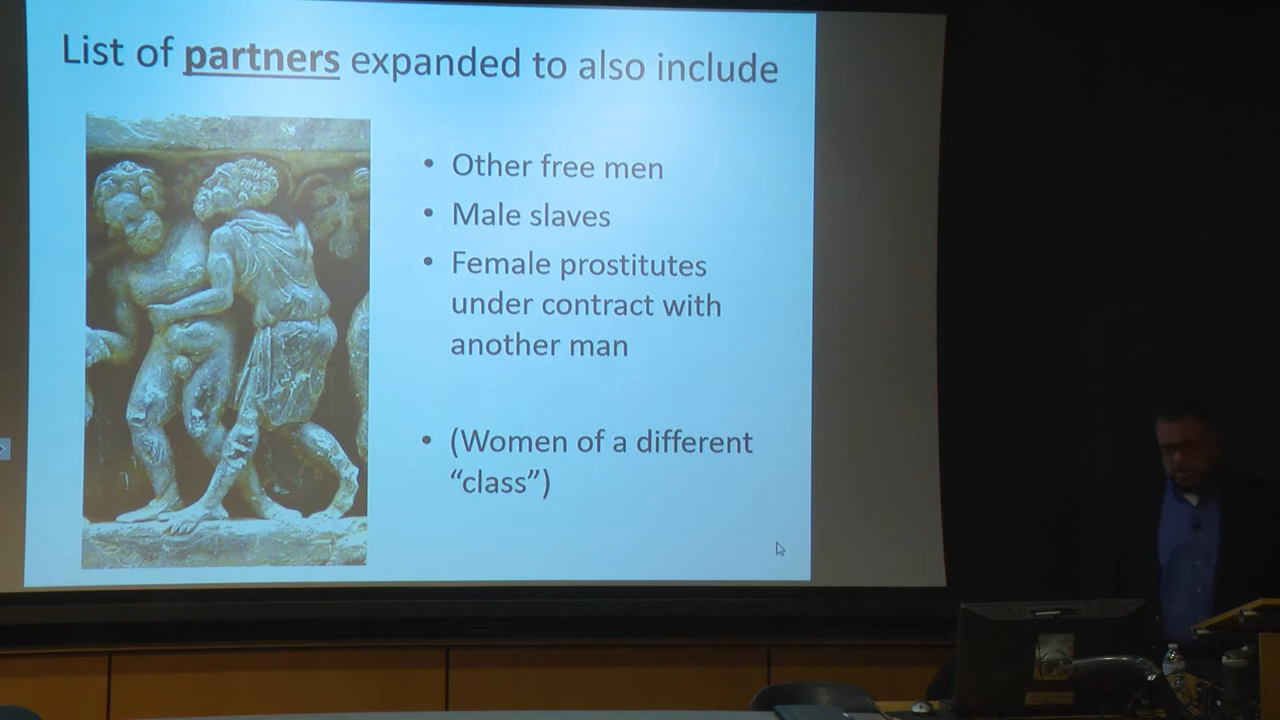 List of partners expanded to also include
• Other free men
• Male slaves
• Female prostitutes
under contract with
another man
• (Women of a different
“class”)